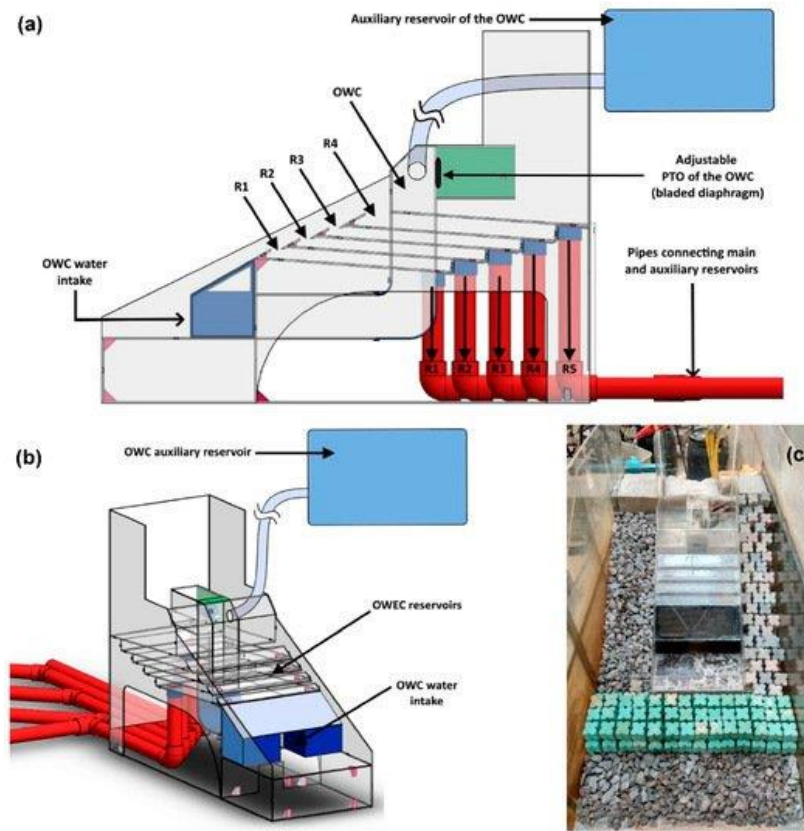 (a)
Auxiliary reservoir of the OWC
OWC
R4
R3
R2
R1
Adjustable
PTO of the OWC
(bladed diaphragm)
OWC water
intake
Pipes connecting main
and auxiliary reservoirs
R1 R2 R3 R4 R5
(b)
OWC auxiliary reservoir
OWEC reservoirs
OWC water
intake
(c